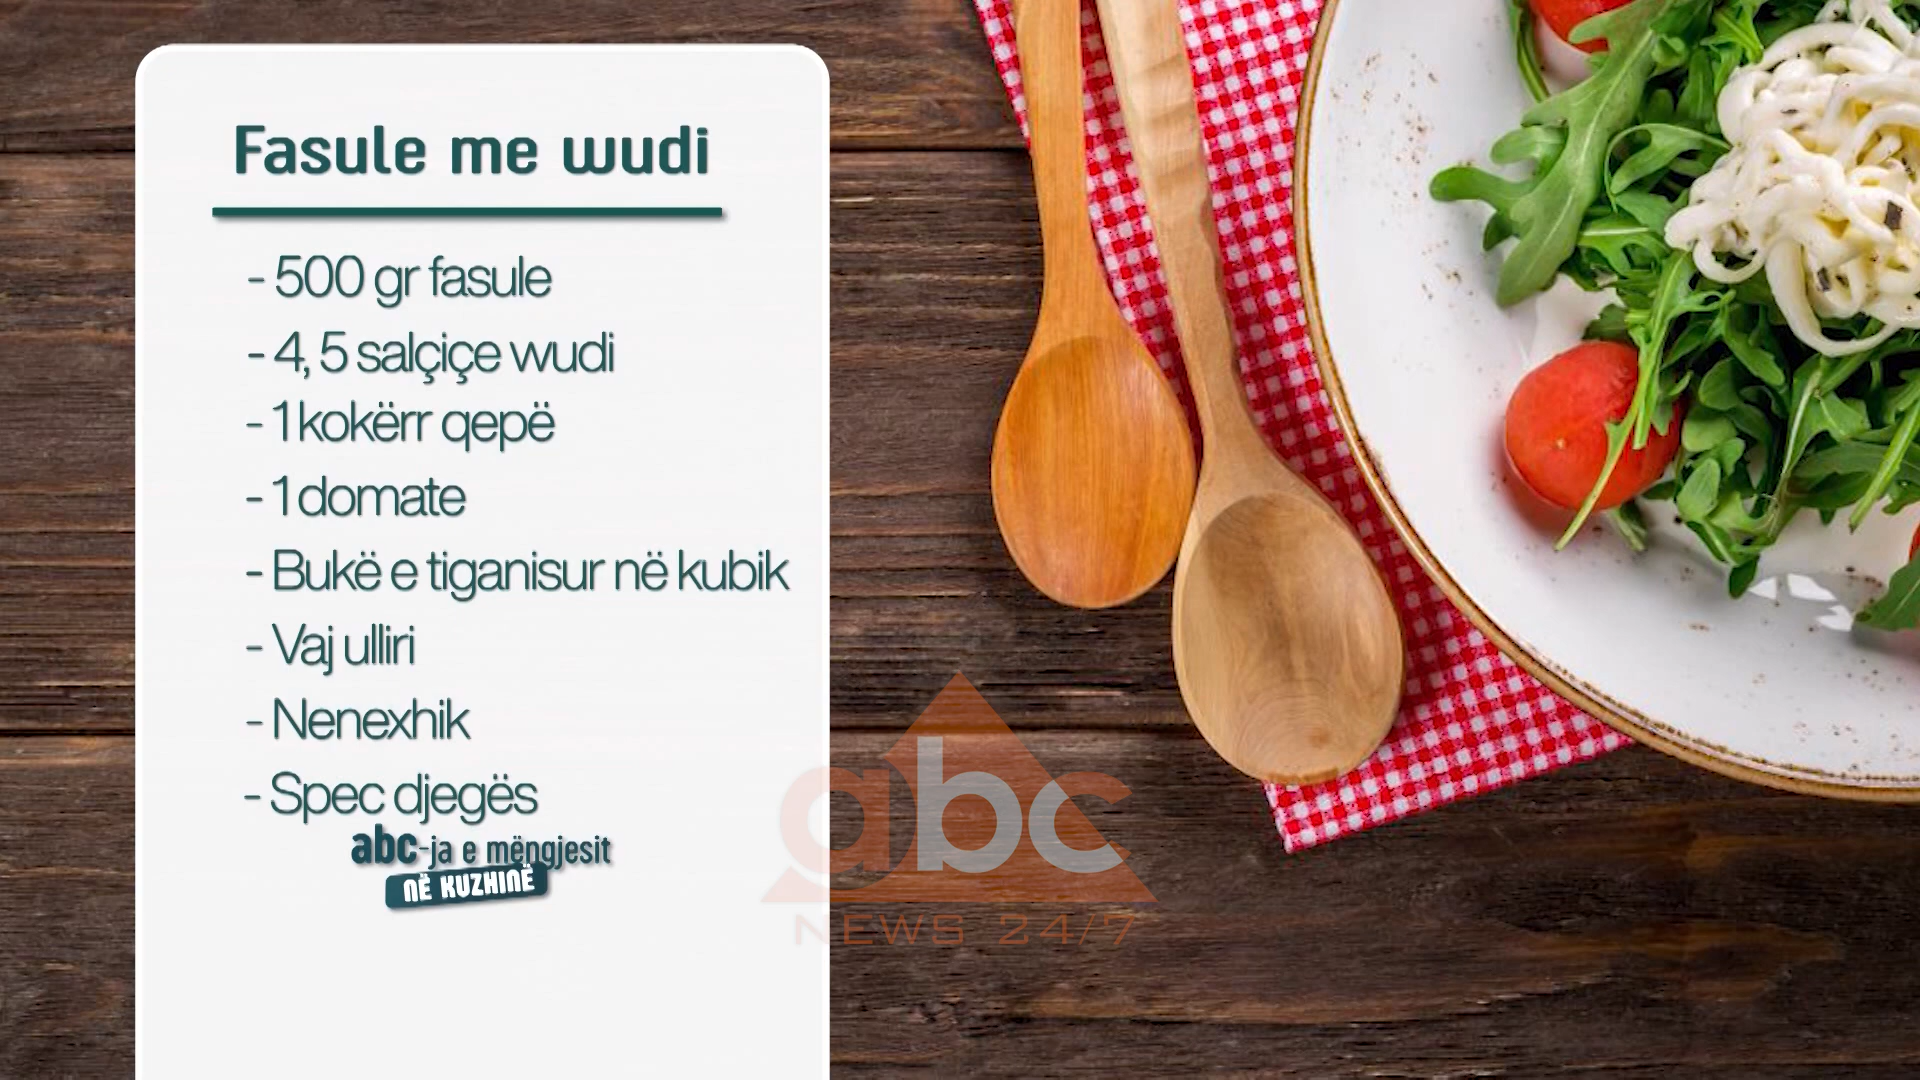 Fasule me wudi
- 500 gr fasule
- 4, 5 salçiçe wudi
- 1 kokërr qepë
- 1 domate
- Bukë e tiganisur në kubik
- Vaj ulliri
- Nenexhik
- Spec djegës
abc-ja e mëngjesit
NË KUZHINË
abc
NEWS 24/7